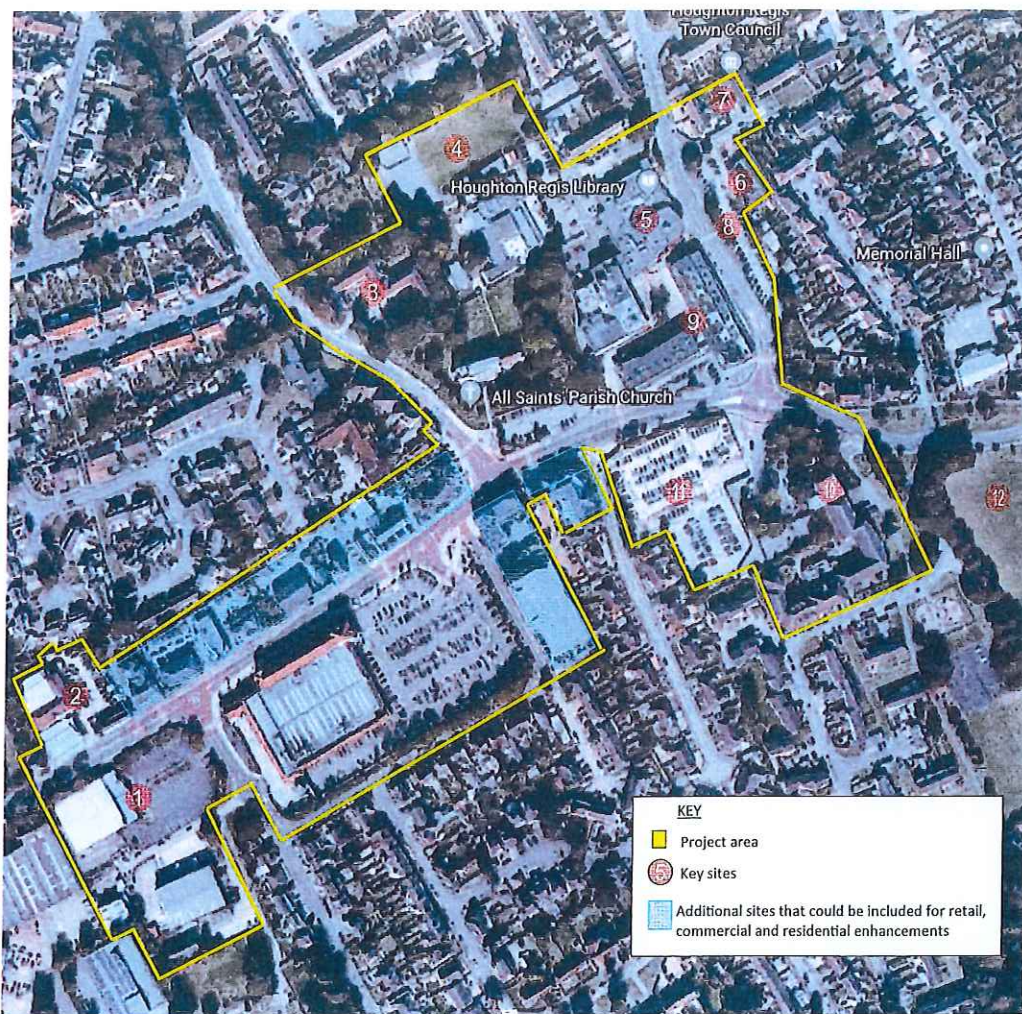 Houghton Regis
Town Council
7
4
Houghton Regis Library
6
5
8
Memorial Hall
3
9
All Saints' Parish Church
11
10
12
2
1
KEY
Project area
5 Key sites
Additional sites that could be included for retail,
commercial and residential enhancements